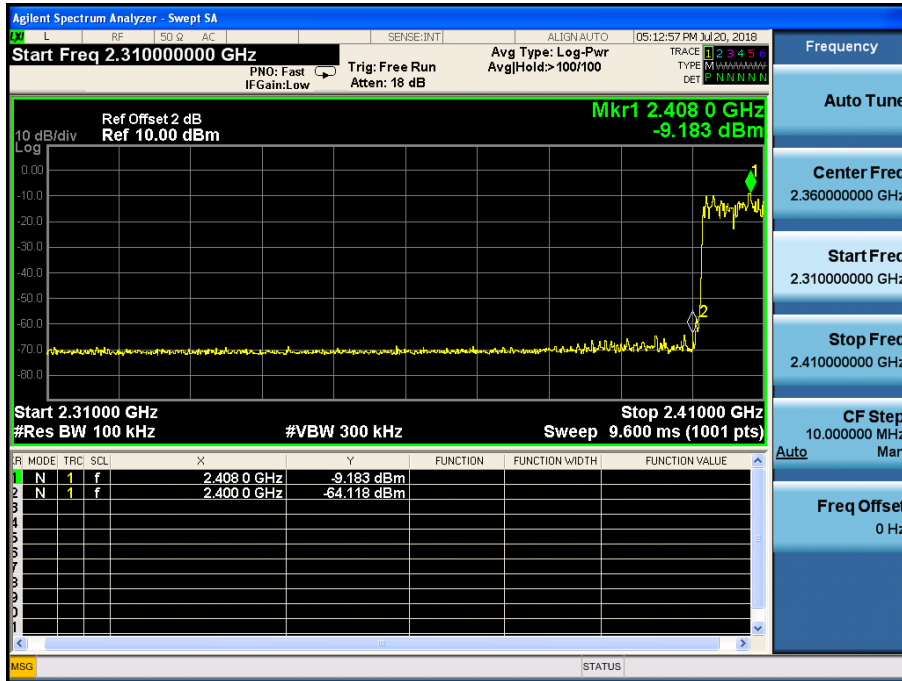 Agilent Spectrum Analyzer - Swept SA
LXI L RF 50 Ω AC SENSE:INT ALIGN AUTO 05:12:57 PM Jul 20, 2018
Start Freq 2.310000000 GHz
PNO: Fast
IFGain:Low
Trig: Free Run
Atten: 18 dB
Avg Type: Log-Pwr
Avg|Hold:> 100/100
TRACE 1 2 3 4 5 6
TYPE M WWWWW
DET P N N N N N
Mkr1 2.408 0 GHz
-9.183 dBm
Ref Offset 2 dB
10 dB/div Ref 10.00 dBm
Log
0.00
-10.0
-20.0
-30.0
-40.0
-50.0
-60.0
-70.0
-80.0
1
2
Start 2.31000 GHz Stop 2.41000 GHz
#Res BW 100 kHz #VBW 300 kHz Sweep 9.600 ms (1001 pts)
MODE TRC SCL X Y FUNCTION FUNCTION WIDTH FUNCTION VALUE
1 N 1 f 2.408 0 GHz -9.183 dBm
2 N 1 f 2.400 0 GHz -64.118 dBm
3
4
5
6
7
8
9
MSG STATUS
Frequency
Auto Tune
Center Freq
2.360000000 GHz
Start Freq
2.310000000 GHz
Stop Freq
2.410000000 GHz
CF Step
10.000000 MHz
Auto Man
Freq Offset
0 Hz